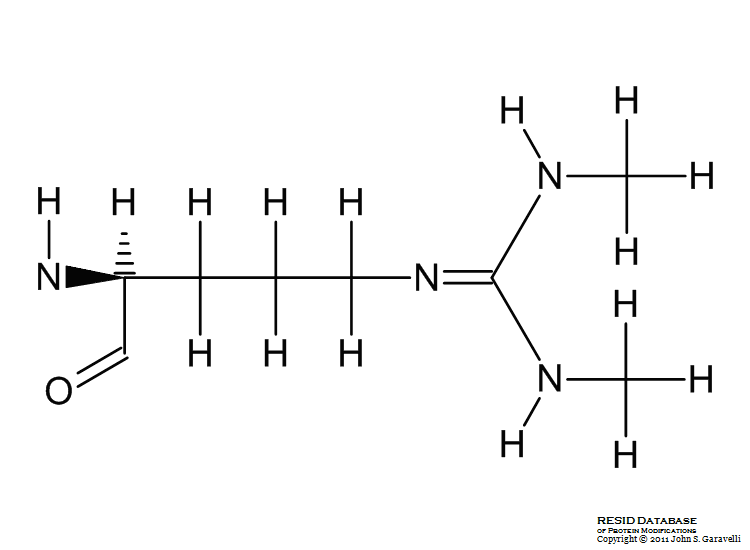 H H
H H H H H N H
N H
N
H
H H H
O N H
H H
RESID DATABASE
OF PROTEIN MODIFICATIONS
Copyright © 2011 John S. Garavelli